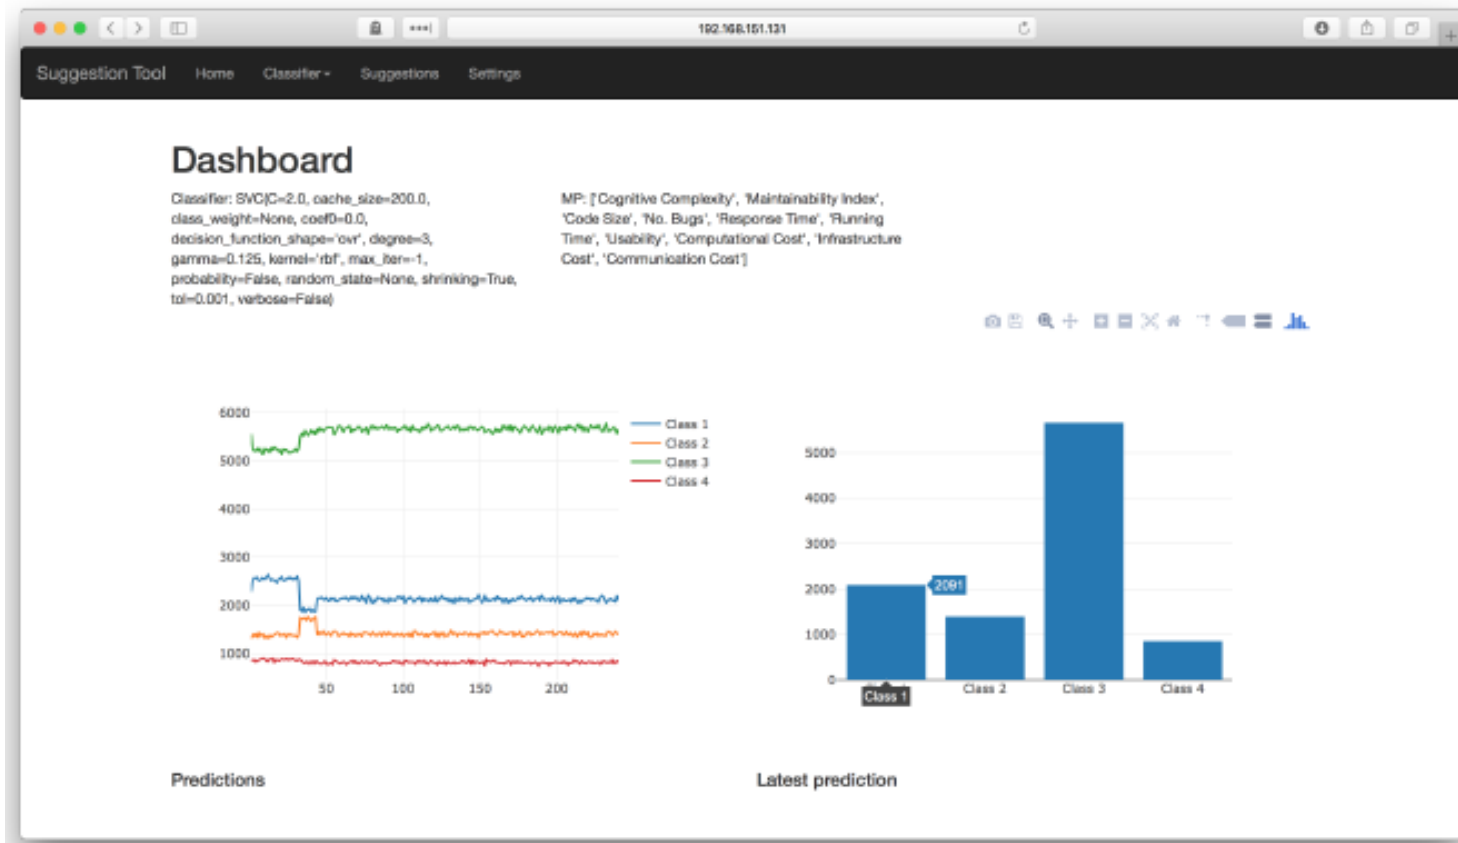 192.168.151.131
Suggestion Tool Home Classifier Suggestions Settings
Dashboard
Classifier: SVC(C=2.0, cache_size=200.0,
class_weight=None, coef0=0.0,
decision_function_shape='ovr', degree=3,
gamma=0.125, kernel='rbf', max_iter=-1,
probability=False, random_state=None, shrinking=True,
tol=0.001, verbose=False)
MP: ['Cognitive Complexity', 'Maintainability Index',
'Code Size', 'No. Bugs', 'Response Time', 'Running
Time', 'Usability', 'Computational Cost', 'Infrastructure
Cost', 'Communication Cost']
6000
5000
4000
3000
2000
1000
50 100 150 200
Class 1
Class 2
Class 3
Class 4
5000
4000
3000
2000
1000
0
2091
Class 1 Class 2 Class 3 Class 4
Predictions
Latest prediction